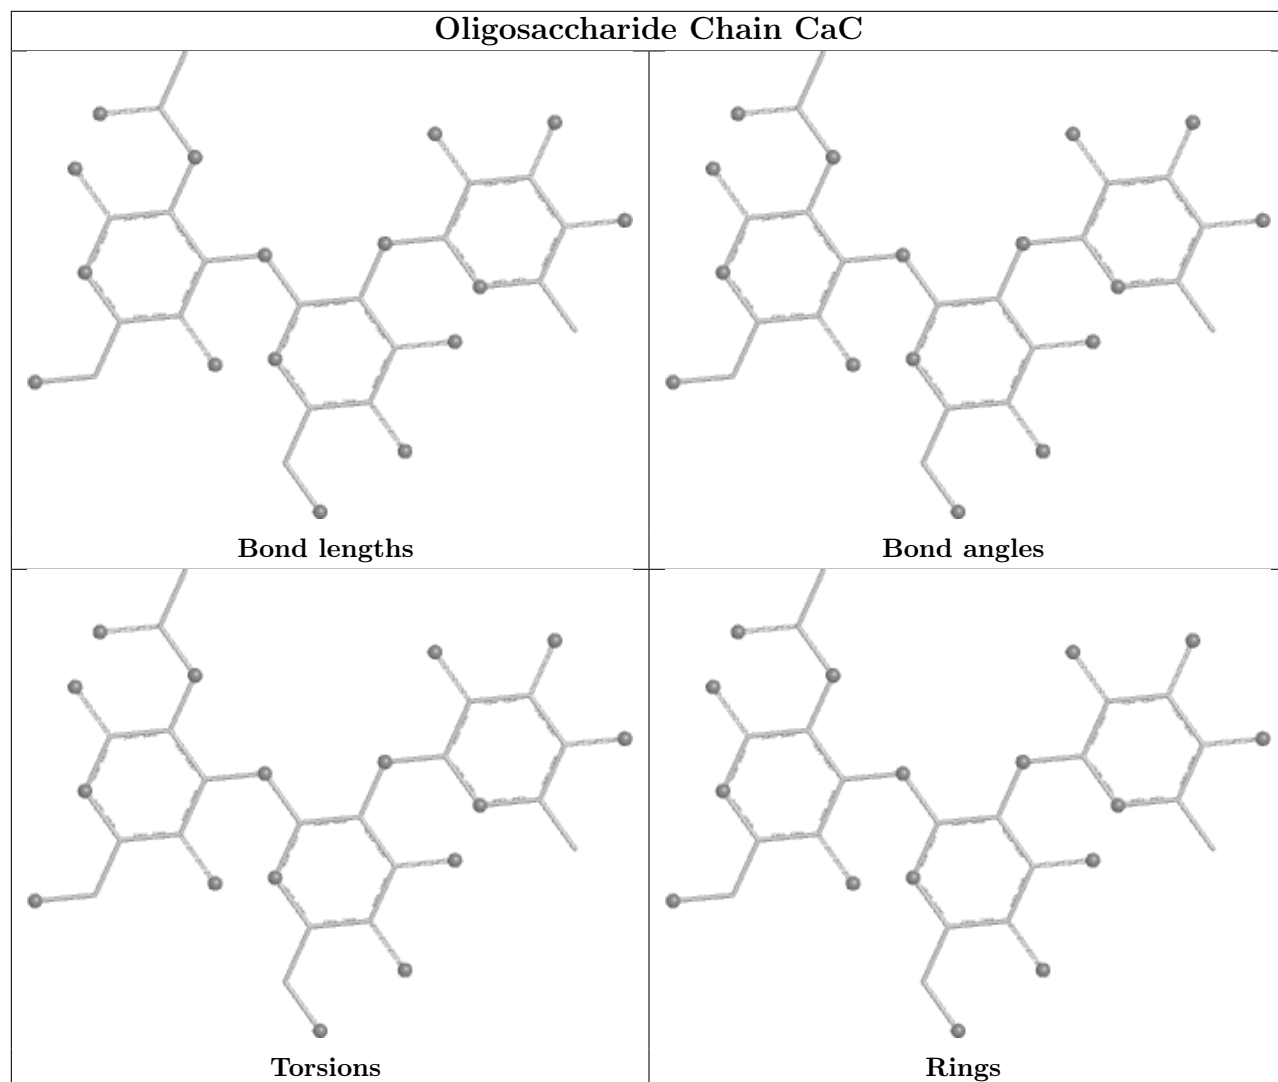 Oligosaccharide Chain CaC
Bond lengths
Bond angles
Torsions
Rings